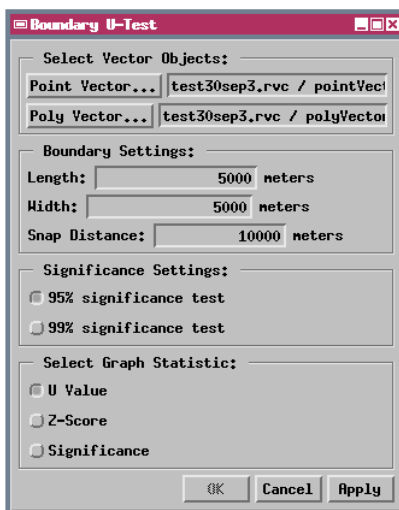 Boundary U-Test
Select Vector Objects:
Point Vector... test30sep3.rvc / pointVect
Poly Vector... test30sep3.rvc / polyVector
Boundary Settings:
Length: 5000 meters
Width: 5000 meters
Snap Distance: 10000 meters
Significance Settings:
95% significance test
99% significance test
Select Graph Statistic:
U Value
Z-Score
Significance
OK Cancel Apply